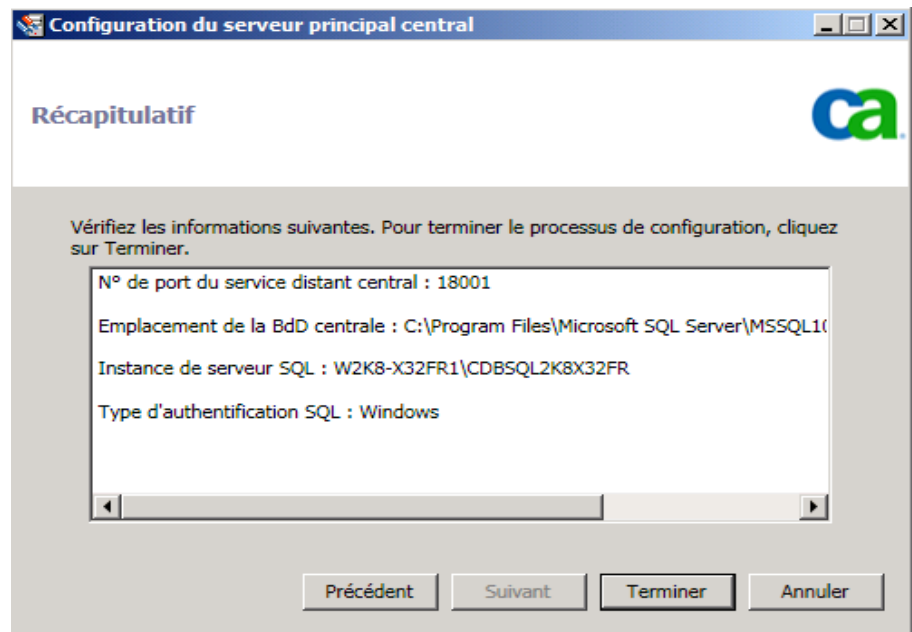 Configuration du serveur principal central
Récapitulatif
ca
Vérifiez les informations suivantes. Pour terminer le processus de configuration, cliquez
sur Terminer.
N° de port du service distant central : 18001
Emplacement de la BdD centrale : C:\Program Files\Microsoft SQL Server\MSSQL10
Instance de serveur SQL : W2K8-X32FR1\CDBSQL2K8X32FR
Type d'authentification SQL : Windows
Précédent Suivant Terminer Annuler